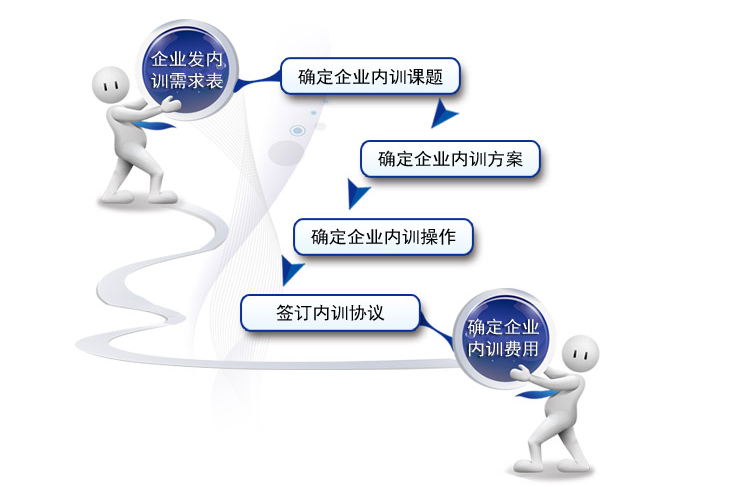 企业发内
训需求表
确定企业内训课题
确定企业内训方案
确定企业内训操作
签订内训协议
确定企业
内训费用